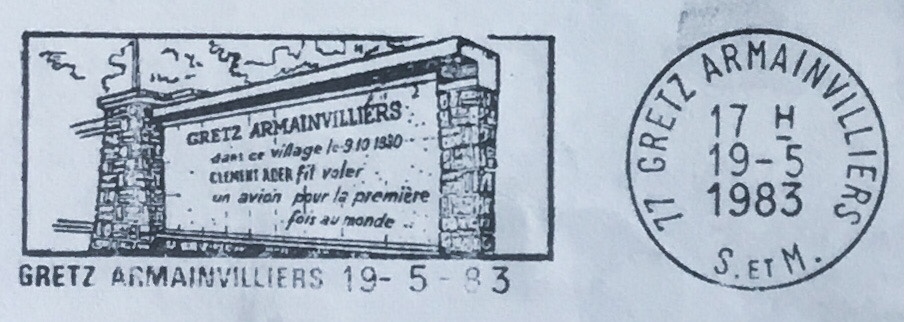 GRETZ ARMAINVILLIERS
dans ce village le 9.10 1890
CLEMENT ADER fit voler
un avion pour la première
fois au monde
GRETZ ARMAINVILLIERS 19-5-83
77 GRETZ ARMAINVILLIERS
17 H
19-5
1983
S. ET M.